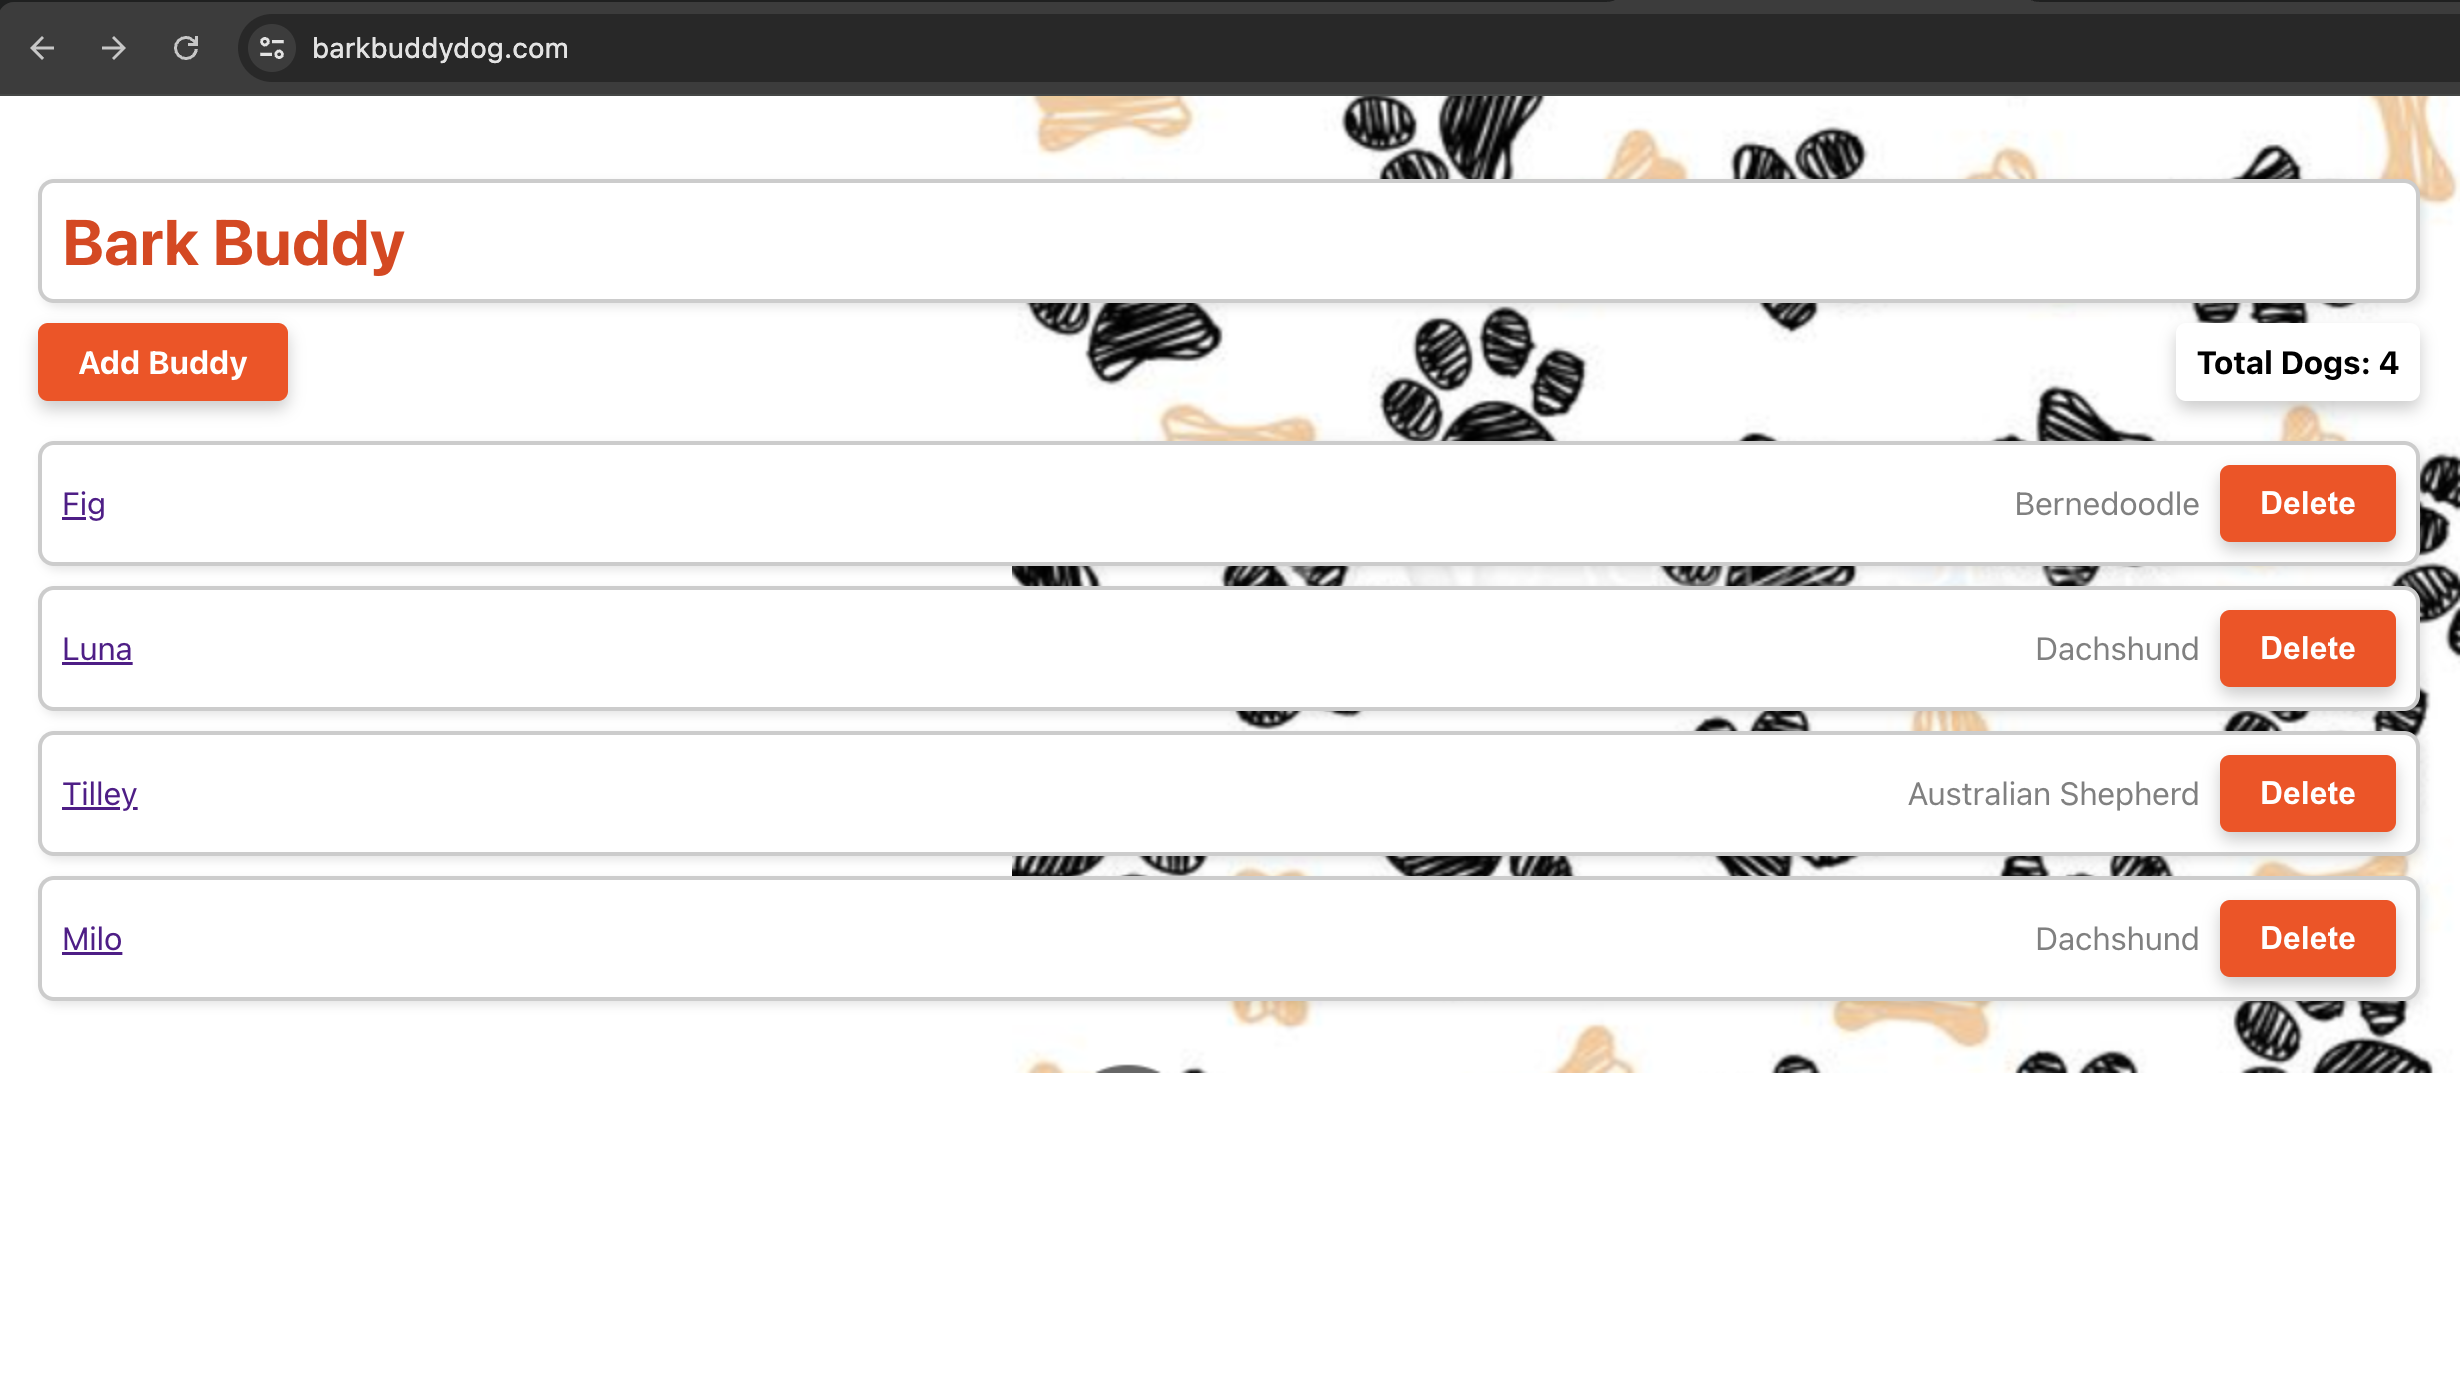 barkbuddydog.com
Bark Buddy
Add Buddy
Total Dogs: 4
Fig Bernedoodle Delete
Luna Dachshund Delete
Tilley Australian Shepherd Delete
Milo Dachshund Delete